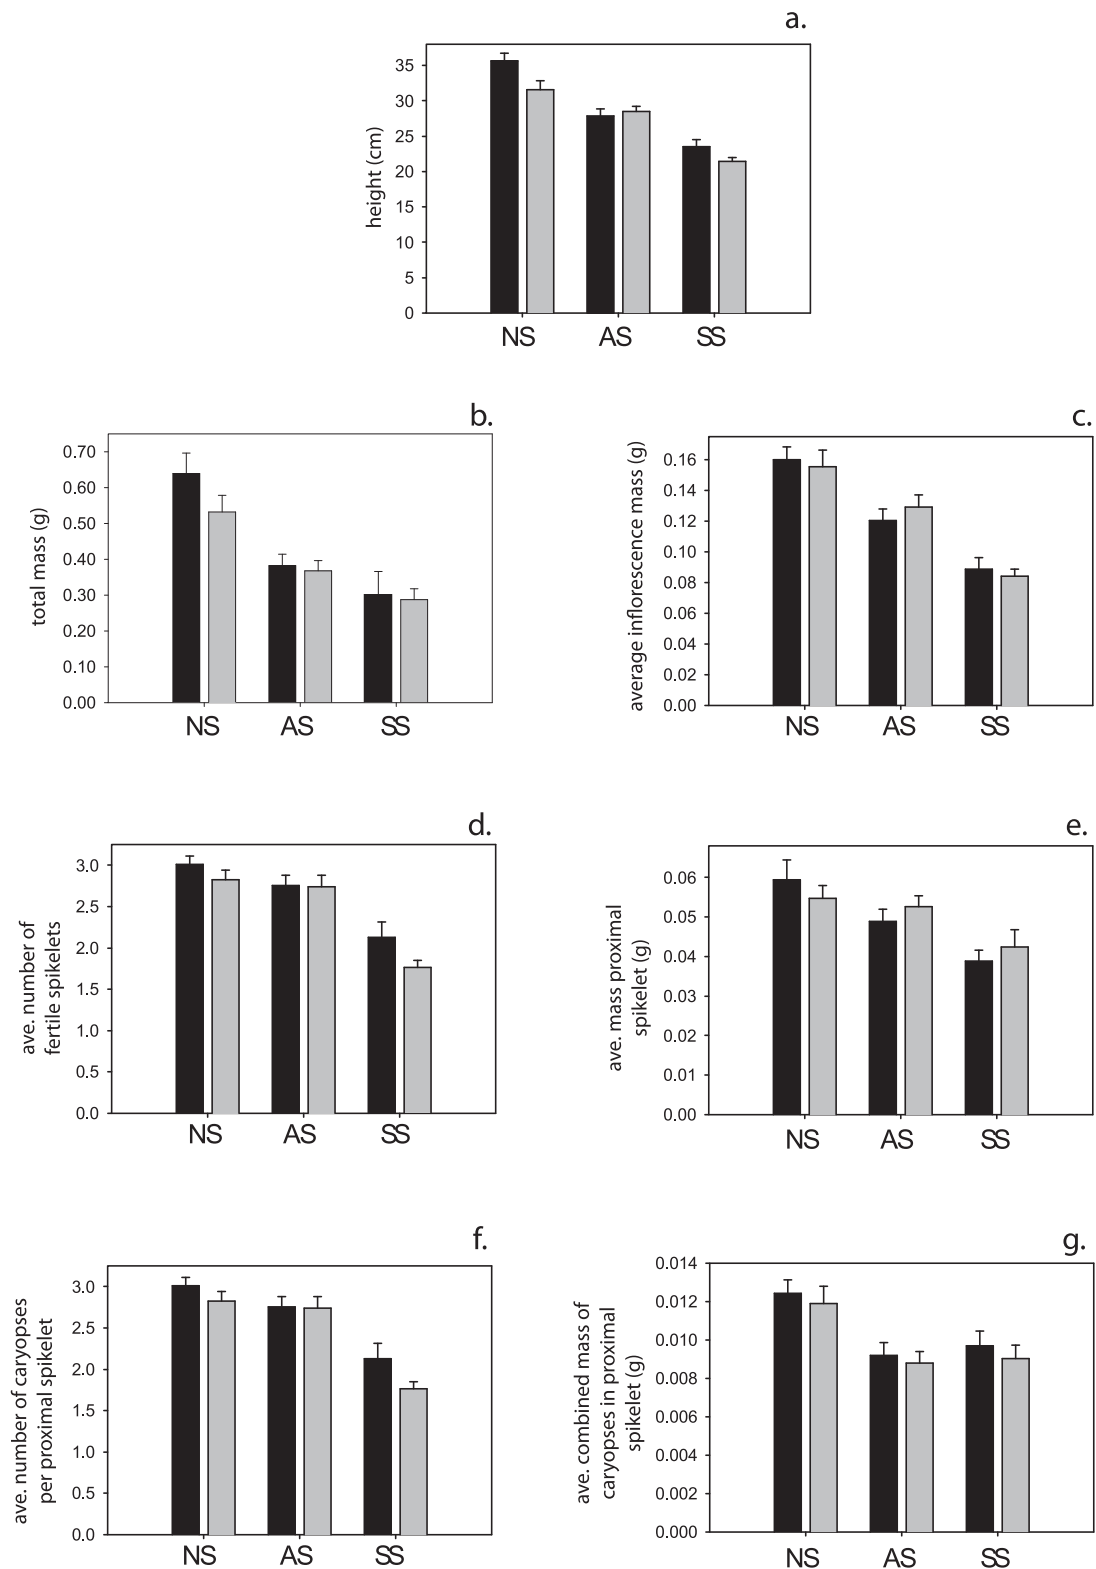 a.
height (cm)
35
30
25
20
15
10
5
0
NS AS SS
b.
total mass (g)
0.70
0.60
0.50
0.40
0.30
0.20
0.10
0.00
NS AS SS
c.
average inflorescence mass (g)
0.16
0.14
0.12
0.10
0.08
0.06
0.04
0.02
0.00
NS AS SS
d.
ave. number of
fertile spikelets
3.0
2.5
2.0
1.5
1.0
0.5
0.0
NS AS SS
e.
ave. mass proximal
spikelet (g)
0.06
0.05
0.04
0.03
0.02
0.01
0.00
NS AS SS
f.
ave. number of caryopses
per proximal spikelet
3.0
2.5
2.0
1.5
1.0
0.5
0.0
NS AS SS
g.
ave. combined mass of
caryopses in proximal
spikelet (g)
0.014
0.012
0.010
0.008
0.006
0.004
0.002
0.000
NS AS SS